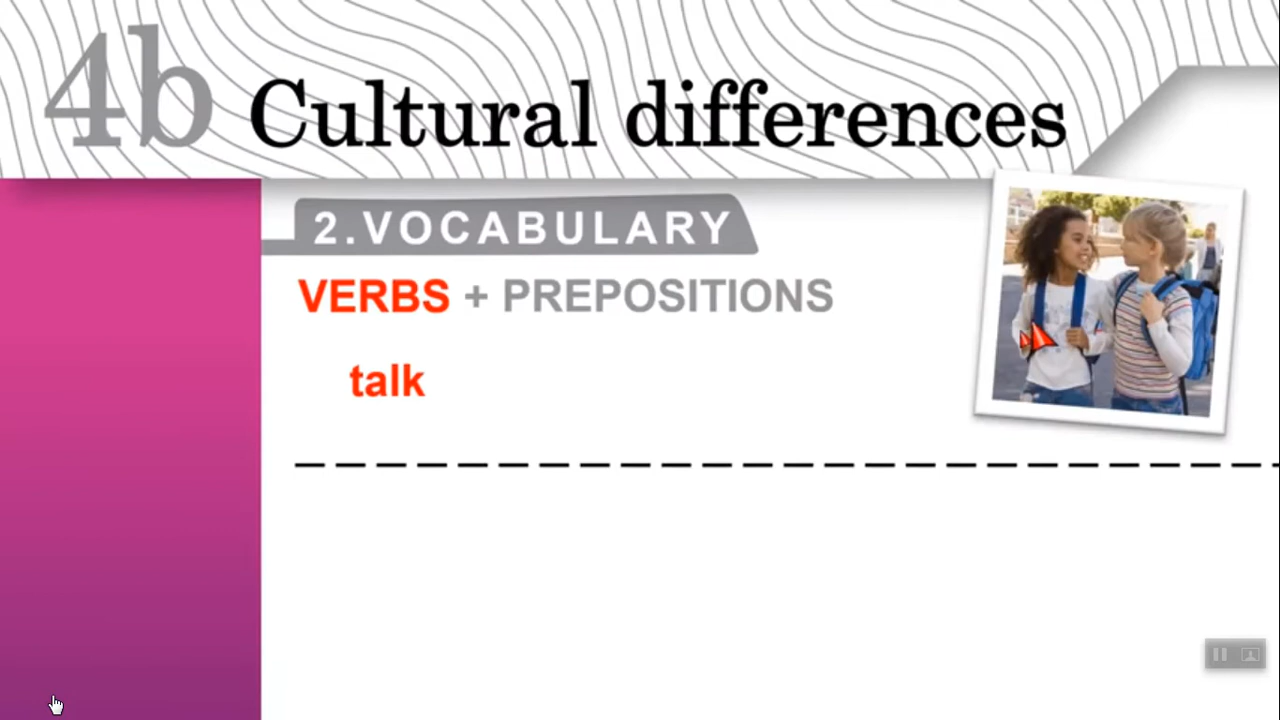 4b Cultural differences
2.VOCABULARY
VERBS + PREPOSITIONS
talk